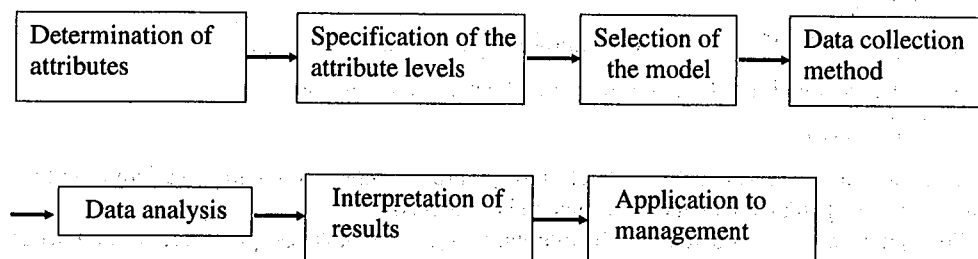 Determination of
attributes
Specification of the
attribute levels
Selection of
the model
Data collection
method
Data analysis
Interpretation of
results
Application to
management